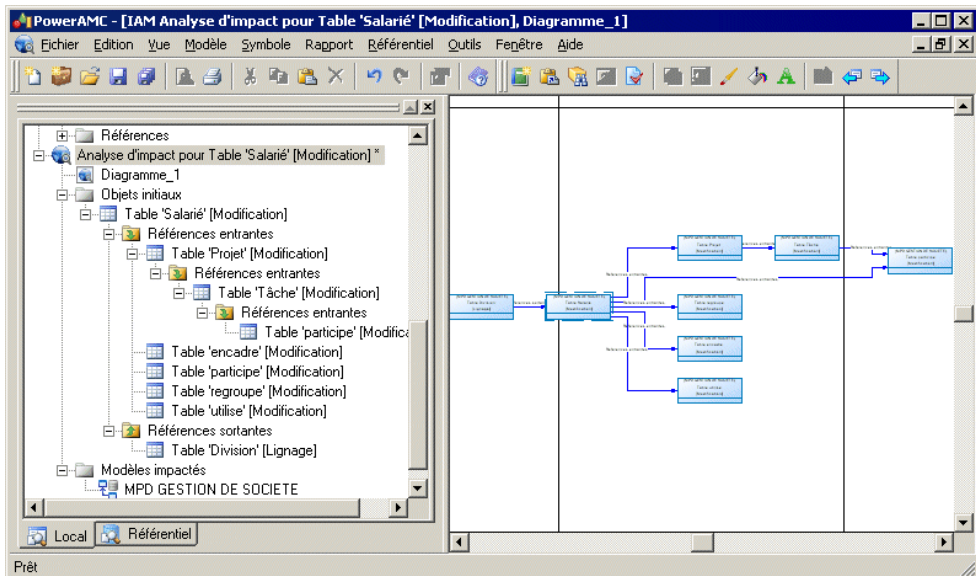 PowerAMC - [IAM Analyse d'impact pour Table 'Salarié' [Modification], Diagramme_1]
Fichier Edition Vue Modèle Symbole Rapport Référentiel Outils Fenêtre Aide
Références
Analyse d'impact pour Table 'Salarié' [Modification] *
Diagramme_1
Objets initiaux
Table 'Salarié' [Modification]
Références entrantes
Table 'Projet' [Modification]
Références entrantes
Table 'Tâche' [Modification]
Références entrantes
Table 'participe' [Modifica
Table 'encadre' [Modification]
Table 'participe' [Modification]
Table 'regroupe' [Modification]
Table 'utilise' [Modification]
Références sortantes
Table 'Division' [Lignage]
Modèles impactés
MPD GESTION DE SOCIETE
Local Référentiel
Prêt